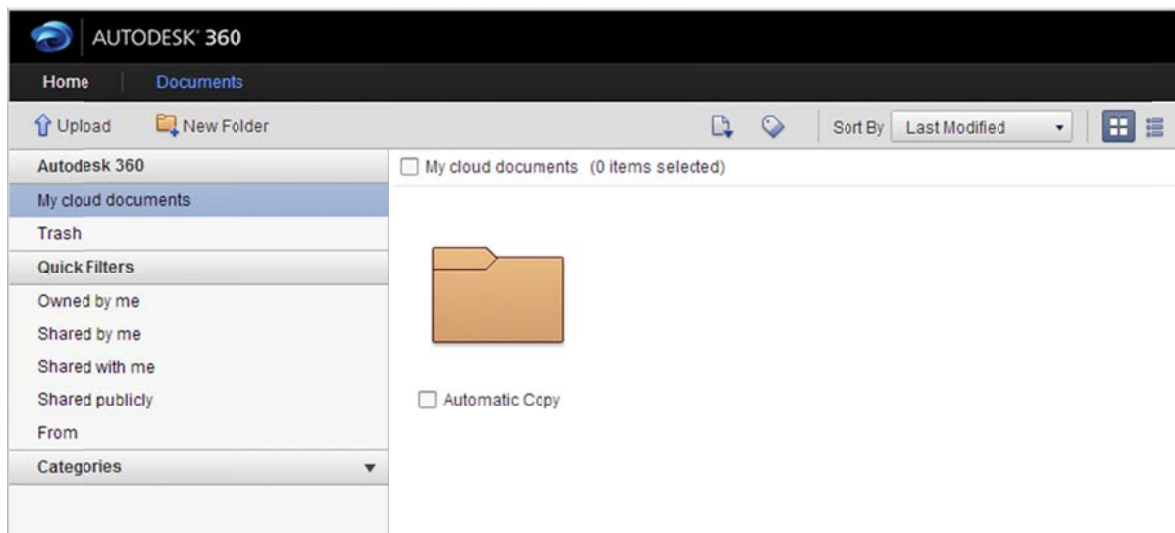 AUTODESK® 360
Home Documents
Upload New Folder Sort By Last Modified
Autodesk 360
My cloud documents
Trash
Quick Filters
Owned by me
Shared by me
Shared with me
Shared publicly
From
Categories
My cloud documents (0 items selected)
Automatic Copy